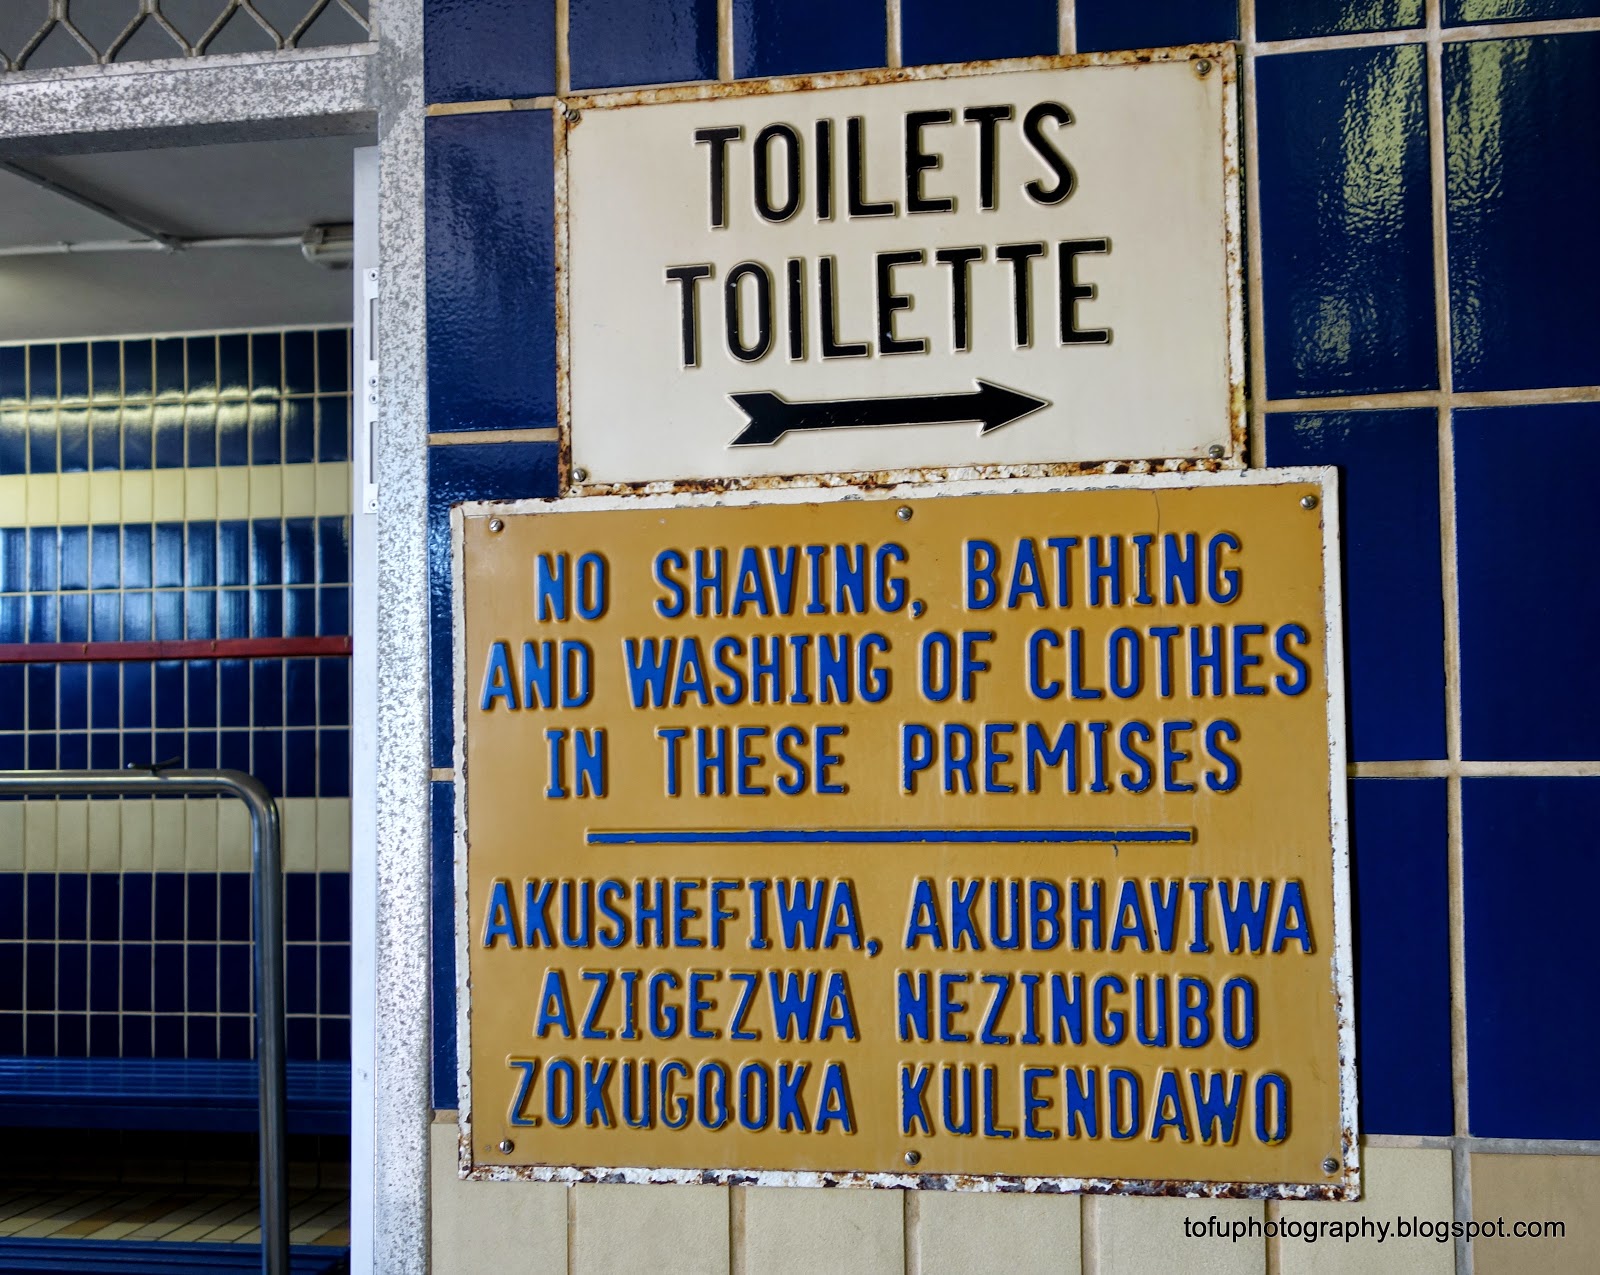 TOILETS
TOILETTE
NO SHAVING, BATHING
AND WASHING OF CLOTHES
IN THESE PREMISES
AKUSHEFIWA, AKUBHAVIWA
AZIGEZWA NEZINGUBO
ZOKUGQOKA KULENDAWO
tofuphotography.blogspot.com